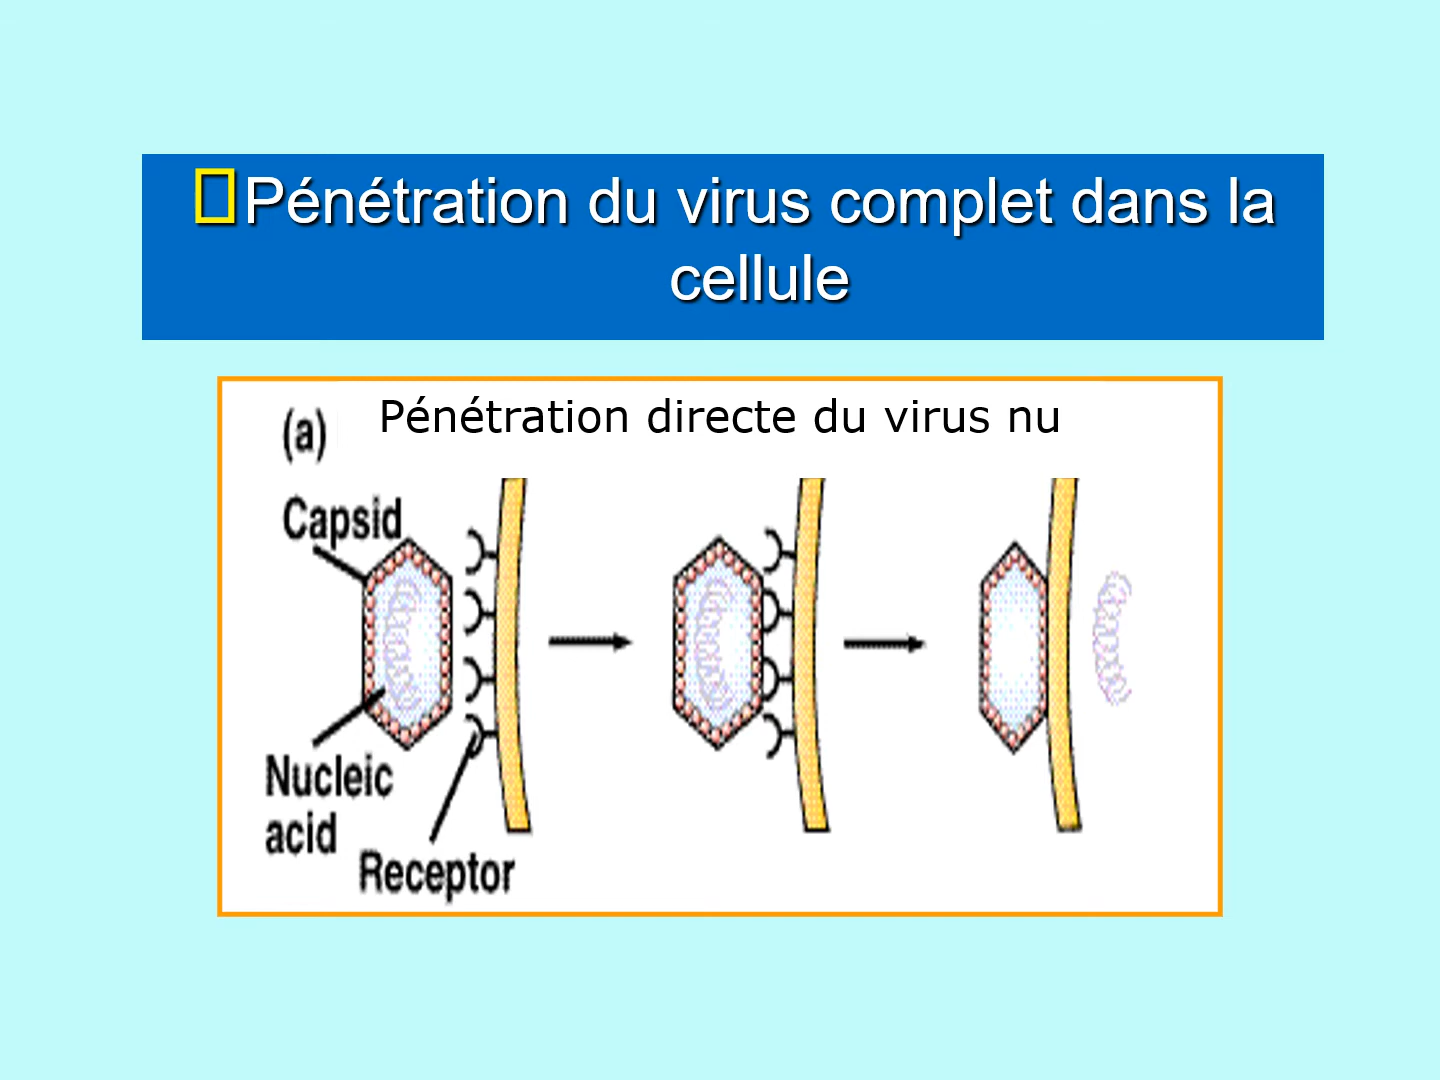 Pénétration du virus complet dans la
cellule
(a)
Pénétration directe du virus nu
Capsid
Nucleic
acid
Receptor